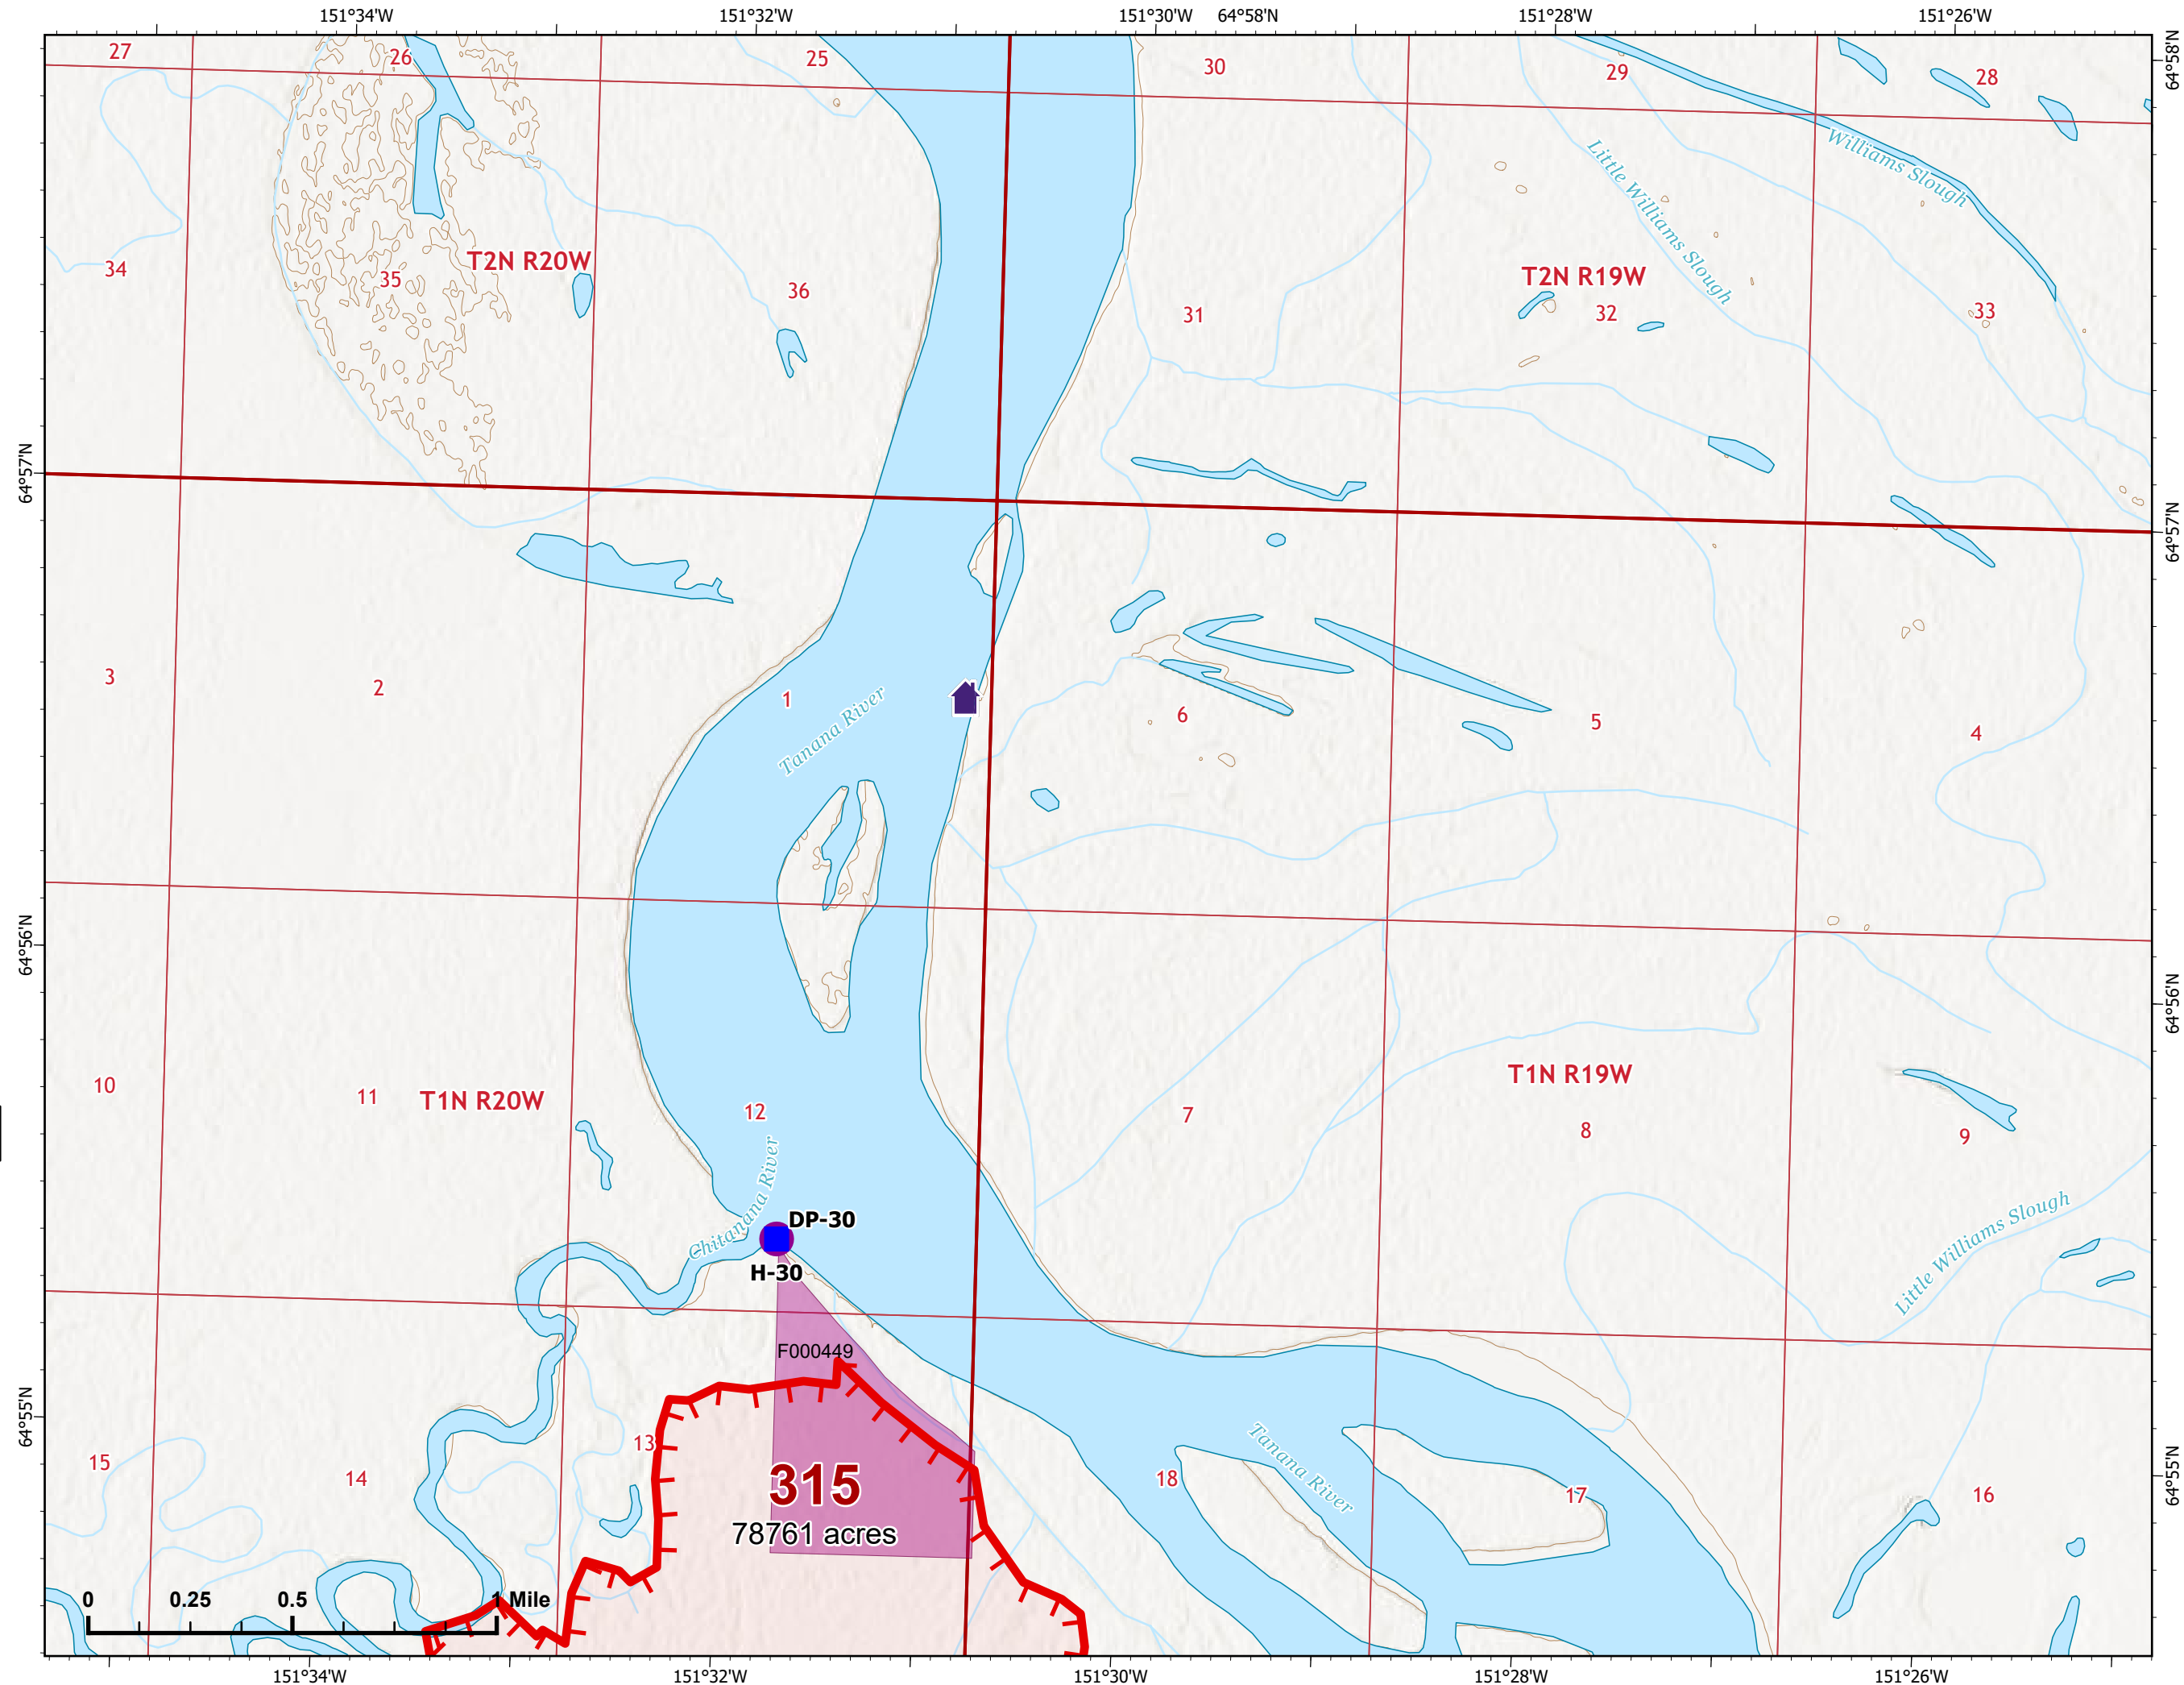 151°34'W 151°32'W 151°30'W 64°58'N 151°28'W 151°26'W
64°58'N
27 26 25 30 29 28
Williams Slough
Little Williams Slough
T2N R20W T2N R19W
34 35 36 31 32 33
64°57'N
64°57'N
3 2 1 6 5 4
Tanana River
64°56'N
64°56'N
T1N R20W T1N R19W
10 11 12 7 8 9
Chitanana River
Little Williams Slough
DP-30
H-30
F000449
64°55'N
64°55'N
15 14 13 18 17 16
Tanana River
315
78761 acres
0 0.25 0.5 1 Mile
151°34'W 151°32'W 151°30'W 151°28'W 151°26'W